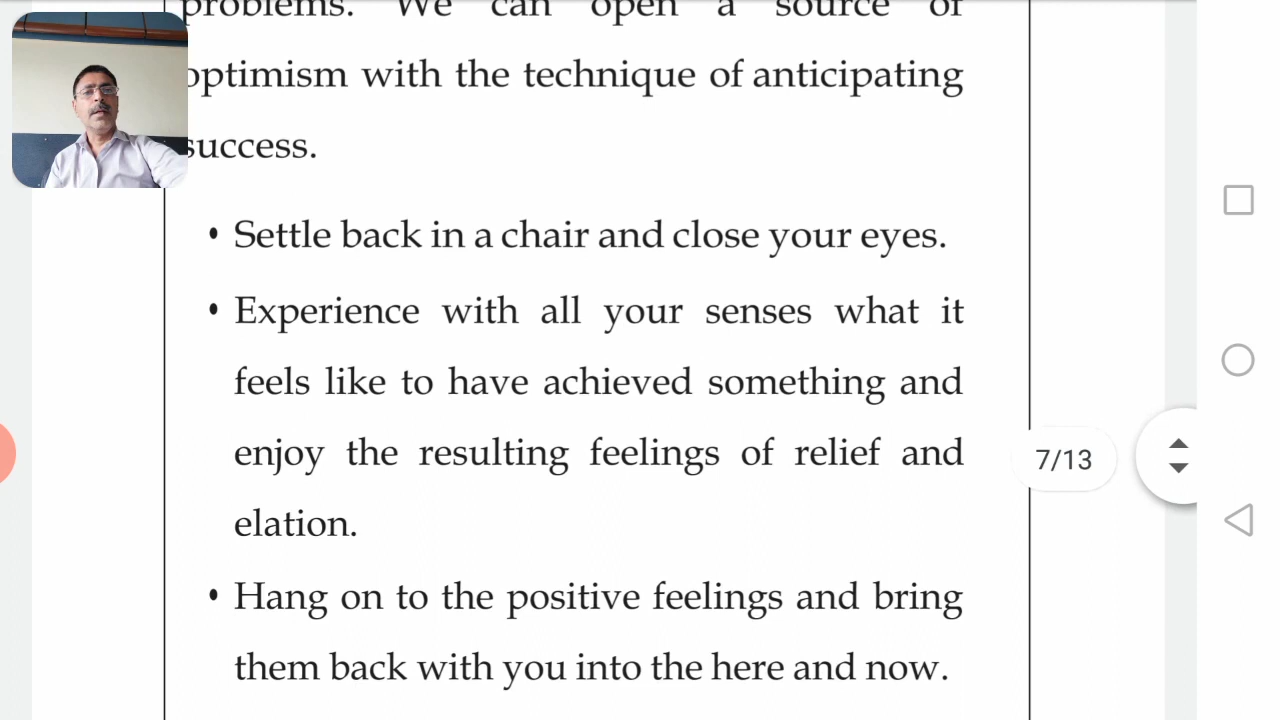 problems. We can open a source of
optimism with the technique of anticipating
success.
• Settle back in a chair and close your eyes.
• Experience with all your senses what it
feels like to have achieved something and
enjoy the resulting feelings of relief and
elation.
7/13
• Hang on to the positive feelings and bring
them back with you into the here and now.